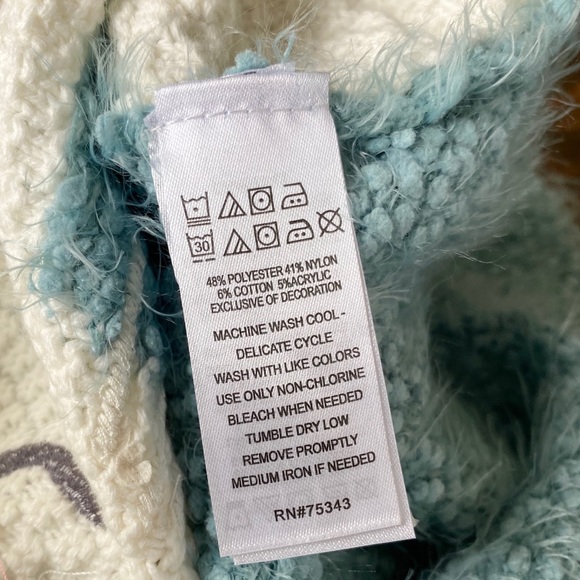 30
48% POLYESTER 41% NYLON
6% COTTON 5%ACRYLIC
EXCLUSIVE OF DECORATION
MACHINE WASH COOL -
DELICATE CYCLE
WASH WITH LIKE COLORS
USE ONLY NON-CHLORINE
BLEACH WHEN NEEDED
TUMBLE DRY LOW
REMOVE PROMPTLY
MEDIUM IRON IF NEEDED
RN#75343